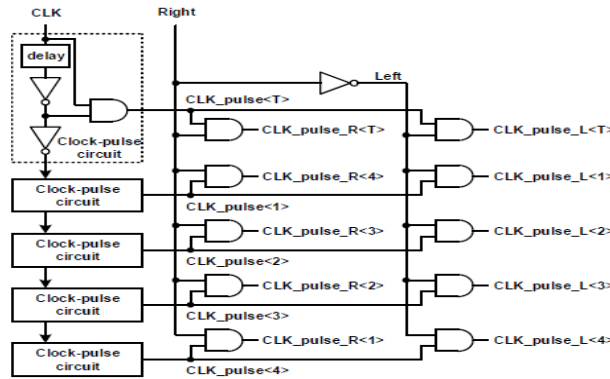 CLK
Right
delay
Left
CLK_pulse<T>
Clock-pulse
circuit
CLK_pulse_R<T>
CLK_pulse_L<T>
Clock-pulse
circuit
CLK_pulse_R<4>
CLK_pulse_L<1>
CLK_pulse<1>
Clock-pulse
circuit
CLK_pulse_R<3>
CLK_pulse_L<2>
CLK_pulse<2>
Clock-pulse
circuit
CLK_pulse_R<2>
CLK_pulse_L<3>
CLK_pulse<3>
Clock-pulse
circuit
CLK_pulse_R<1>
CLK_pulse_L<4>
CLK_pulse<4>